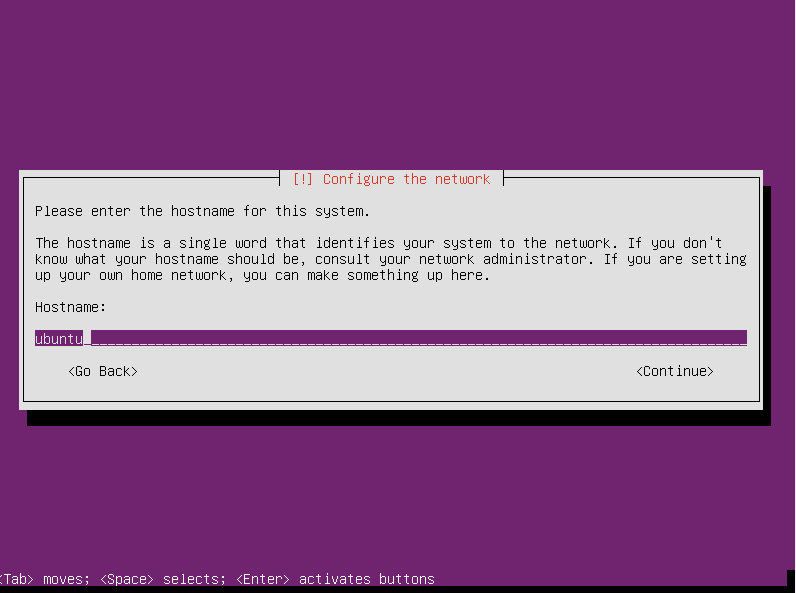 [!] Configure the network
Please enter the hostname for this system.
The hostname is a single word that identifies your system to the network. If you don't
know what your hostname should be, consult your network administrator. If you are setting
up your own home network, you can make something up here.
Hostname:
ubuntu
<Go Back> <Continue>
<Tab> moves; <Space> selects; <Enter> activates buttons